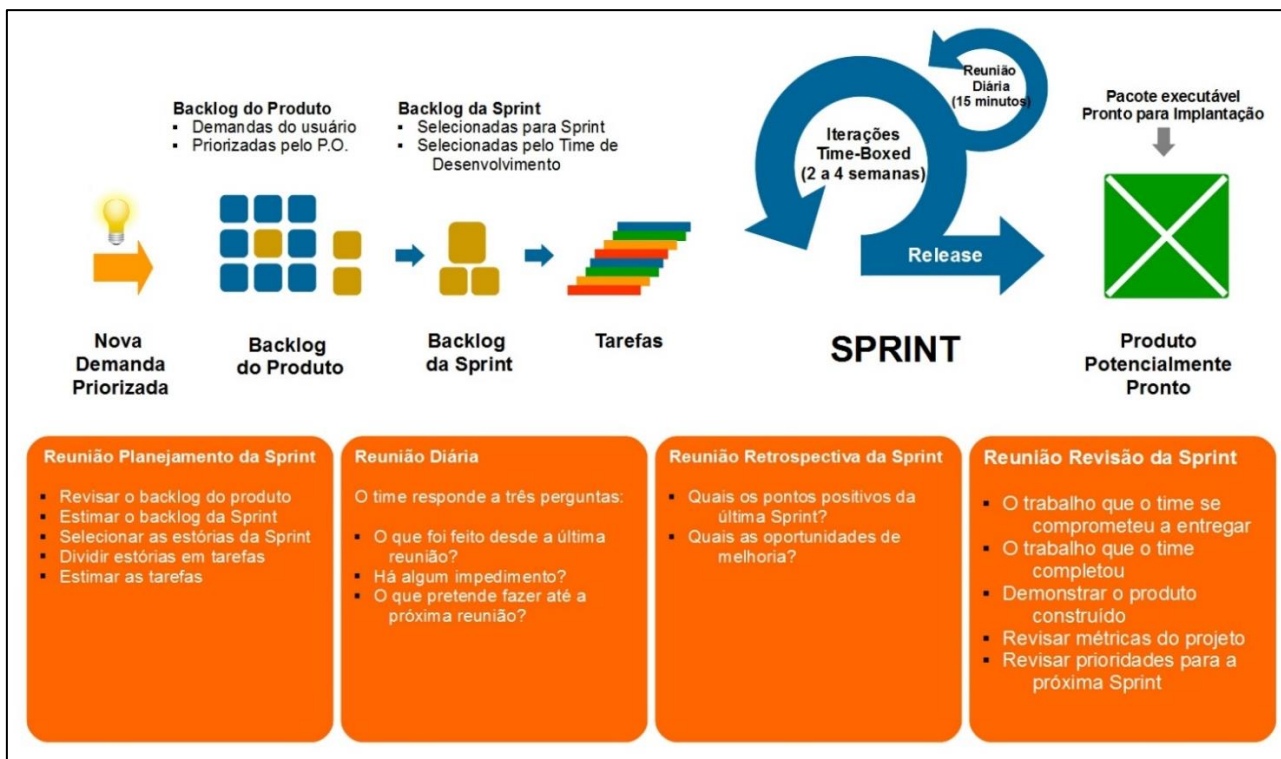 Backlog do Produto
▪ Demandas do usuário
▪ Priorizadas pelo P.O.
Backlog da Sprint
▪ Selecionadas para Sprint
▪ Selecionadas pelo Time de
Desenvolvimento
Reunião
Diária
(15 minutos)
Iterações
Time-Boxed
(2 a 4 semanas)
Release
Pacote executável
Pronto para Implantação
Nova
Demanda
Priorizada
Backlog
do Produto
Backlog
da Sprint
Tarefas
SPRINT
Produto
Potencialmente
Pronto
Reunião Planejamento da Sprint
▪ Revisar o backlog do produto
▪ Estimar o backlog da Sprint
▪ Selecionar as estórias da Sprint
▪ Dividir estórias em tarefas
▪ Estimar as tarefas
Reunião Diária
O time responde a três perguntas:
▪ O que foi feito desde a última
reunião?
▪ Há algum impedimento?
▪ O que pretende fazer até a
próxima reunião?
Reunião Retrospectiva da Sprint
▪ Quais os pontos positivos da
última Sprint?
▪ Quais as oportunidades de
melhoria?
Reunião Revisão da Sprint
▪ O trabalho que o time se
comprometeu a entregar
▪ O trabalho que o time
completou
▪ Demonstrar o produto
construído
▪ Revisar métricas do projeto
▪ Revisar prioridades para a
próxima Sprint